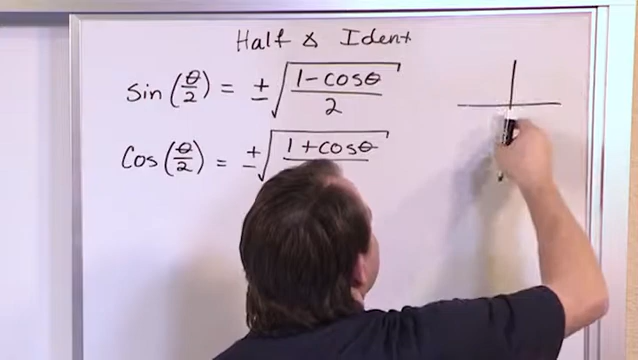 Half ∆ Ident
sin(θ/2) = ± √((1-cosθ)/2)
Cos(θ/2) = ± √(1+cosθ